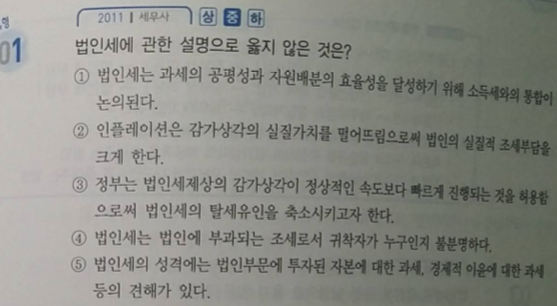 2011 세무사 상 중 하
01
법인세에 관한 설명으로 옳지 않은 것은?
① 법인세는 과세의 공평성과 자원배분의 효율성을 달성하기 위해 소득세와의 통합이
논의된다.
② 인플레이션은 감가상각의 실질가치를 떨어뜨림으로써 법인의 실질적 조세부담을
크게 한다.
③ 정부는 법인세제상의 감가상각이 정상적인 속도보다 빠르게 진행되는 것을 허용함
으로써 법인세의 탈세유인을 축소시키고자 한다.
④ 법인세는 법인에 부과되는 조세로서 귀착자가 누구인지 불분명하다.
⑤ 법인세의 성격에는 법인부문에 투자된 자본에 대한 과세, 경제적 이윤에 대한 과세
등의 견해가 있다.